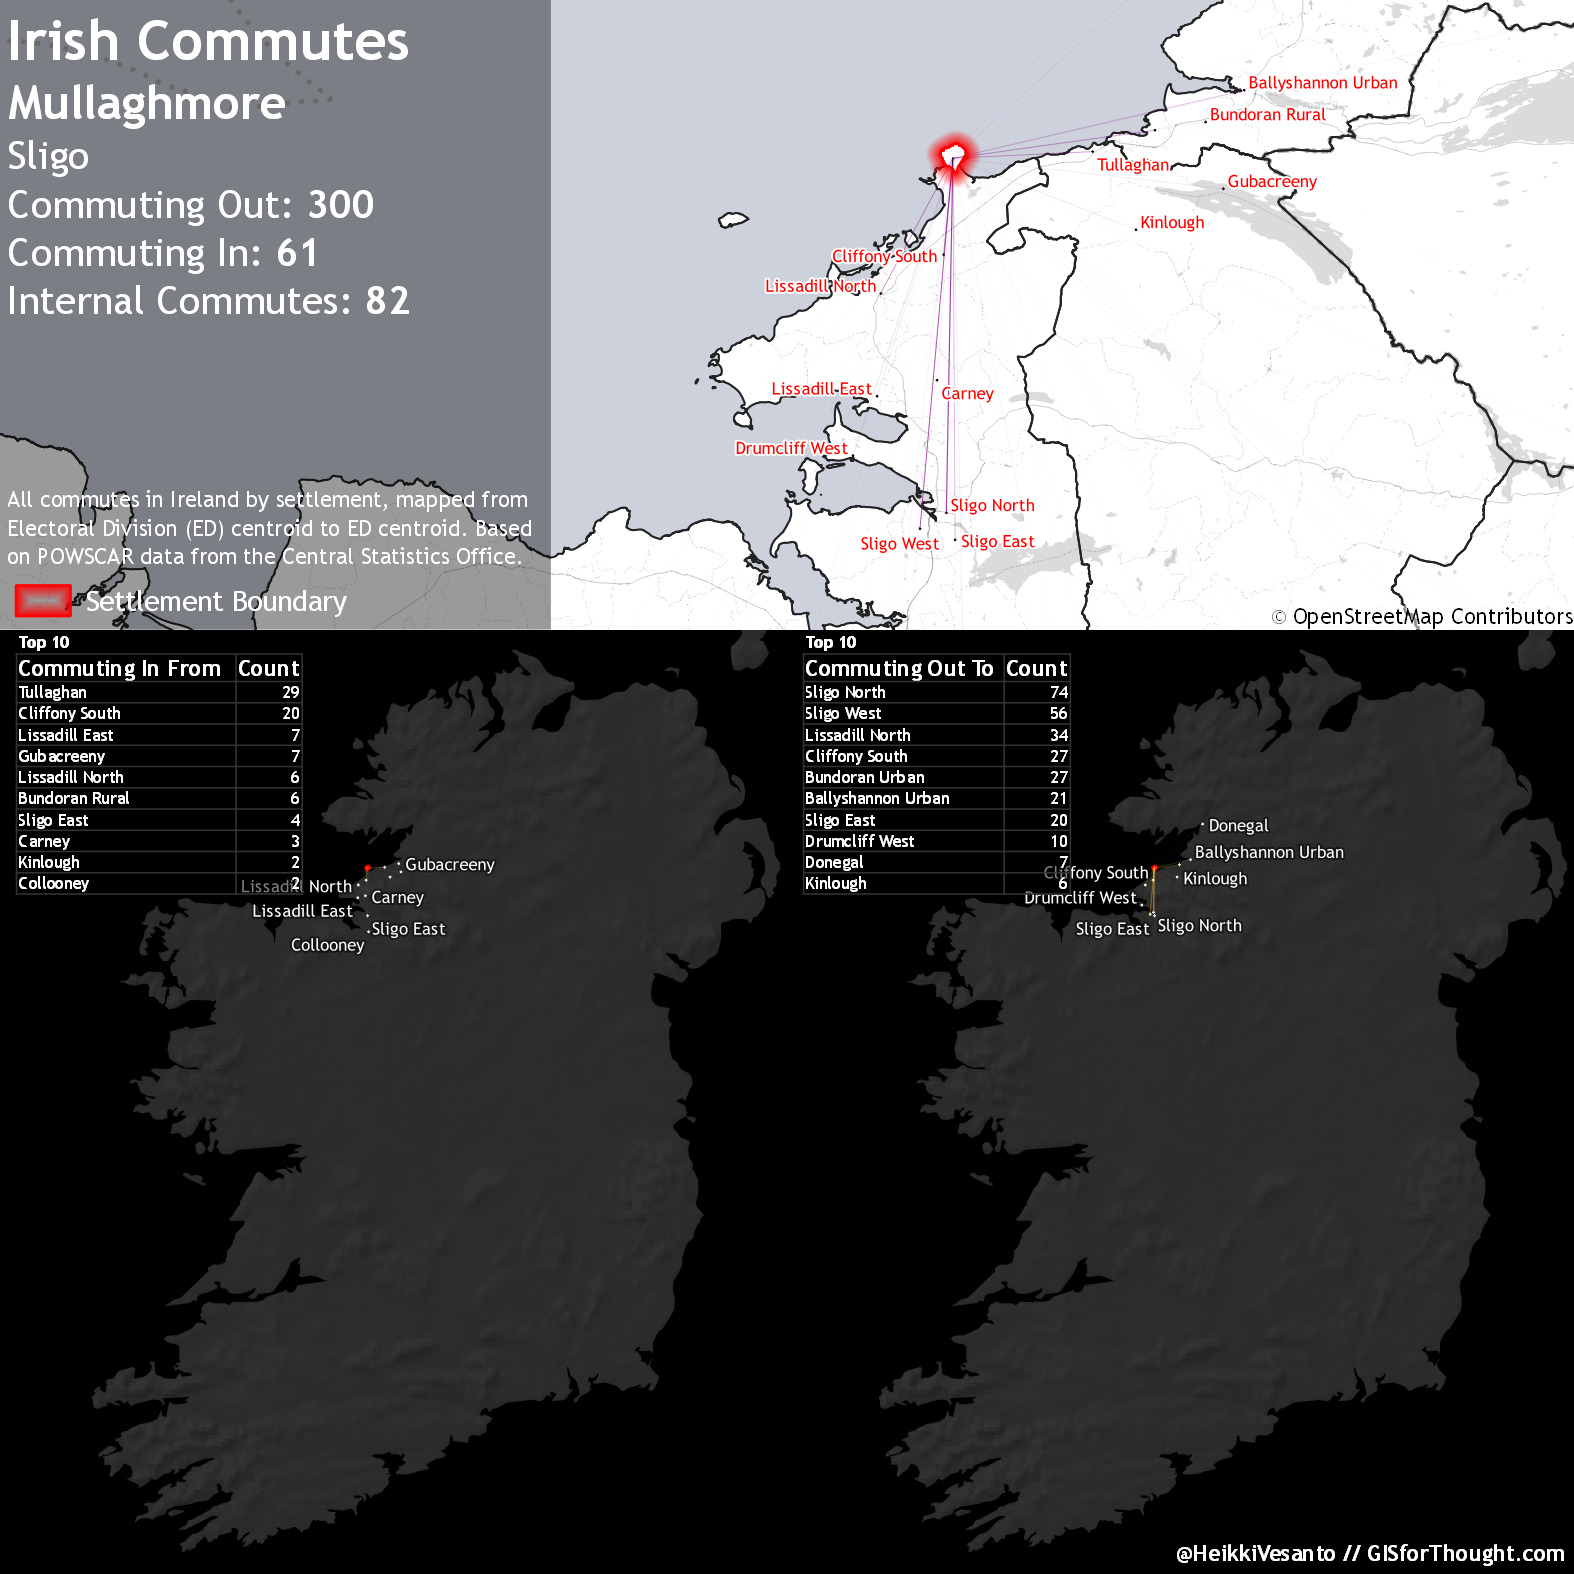 Irish Commutes
Mullaghmore
Sligo
Commuting Out: 300
Commuting In: 61
Internal Commutes: 82
All commutes in Ireland by settlement, mapped from
Electoral Division (ED) centroid to ED centroid. Based
on POWSCAR data from the Central Statistics Office.
Settlement Boundary
Ballyshannon Urban
Bundoran Rural
Tullaghan
Gubacreeny
Kinlough
Cliffony South
Lissadill North
Lissadill East
Carney
Drumcliff West
Sligo North
Sligo West
Sligo East
© OpenStreetMap Contributors
Top 10
Commuting In From Count
Tullaghan 29
Cliffony South 20
Lissadill East 7
Gubacreeny 7
Lissadill North 6
Bundoran Rural 6
Sligo East 4
Carney 3
Kinlough 2
Collooney 2
Gubacreeny
Lissadill North
Carney
Lissadill East
Sligo East
Collooney
Top 10
Commuting Out To Count
Sligo North 74
Sligo West 56
Lissadill North 34
Cliffony South 27
Bundoran Urban 27
Ballyshannon Urban 21
Sligo East 20
Drumcliff West 10
Donegal 7
Kinlough 6
Donegal
Ballyshannon Urban
Cliffony South
Kinlough
Drumcliff West
Sligo East
Sligo North
@HeikkiVesanto // GISforThought.com